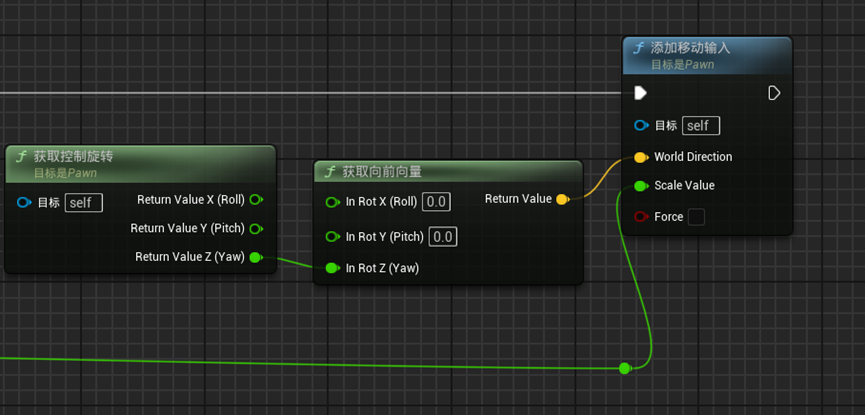 添加移动输入
目标是Pawn
目标 self
World Direction
Scale Value
Force
获取控制旋转
目标是Pawn
目标 self
Return Value X (Roll)
Return Value Y (Pitch)
Return Value Z (Yaw)
获取向前向量
In Rot X (Roll) 0.0
Return Value
In Rot Y (Pitch) 0.0
In Rot Z (Yaw)